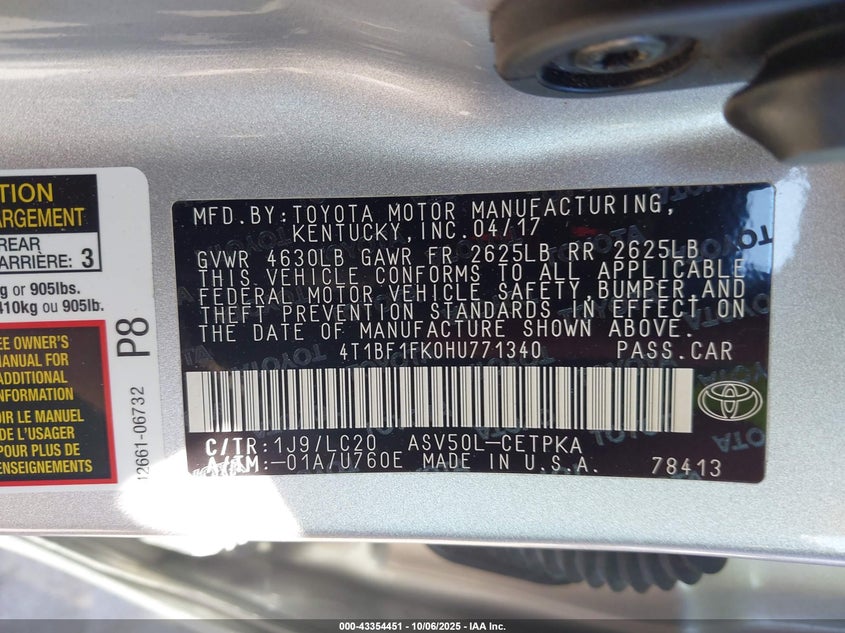 TION
ARGEMENT
REAR
ARRIÈRE: 3
g or 905lbs.
410kg ou 905lb.
EE OWNER'S
MANUAL FOR
ADDITIONAL
NFORMATION
OIR LE MANUEL
DE L'USAGER
POUR PLUS DE
ENSEIGNEMENTS
P8
42661-06732
MFD.BY:TOYOTA MOTOR MANUFACTURING,
KENTUCKY, INC.04/17
GVWR 4630LB GAWR FR 2625LB RR 2625LB
THIS VEHICLE CONFORMS TO ALL APPLICABLE
FEDERAL MOTOR VEHICLE SAFETY, BUMPER, AND
THEFT PREVENTION STANDARDS IN EFFECT ON
THE DATE OF MANUFACTURE SHOWN ABOVE.
4T1BF1FK0HU771340 PASS.CAR
C/TR:1J9/LC20 ASV50L-CETPKA
A/TM:-01A/U760E MADE IN U.S.A. 78413
000-43354451 - 10/06/2025 - IAA Inc.